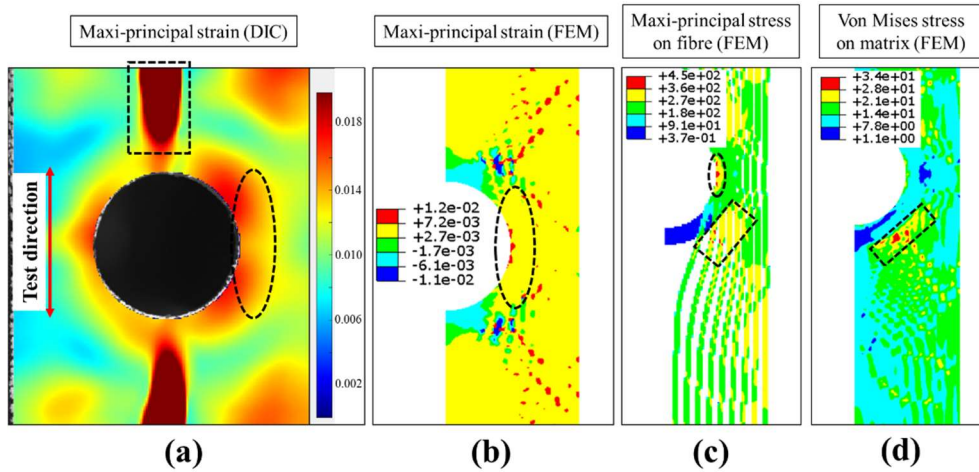 Maxi-principal strain (DIC)
Maxi-principal strain (FEM)
Maxi-principal stress
on fibre (FEM)
Von Mises stress
on matrix (FEM)
Test direction
0.018
0.014
0.010
0.006
0.002
+1.2e-02
+7.2e-03
+2.7e-03
-1.7e-03
-6.1e-03
-1.1e-02
+4.5e+02
+3.6e+02
+2.7e+02
+1.8e+02
+9.1e+01
+3.7e-01
+3.4e+01
+2.8e+01
+2.1e+01
+1.4e+01
+7.8e+00
+1.1e+00
(a)
(b)
(c)
(d)